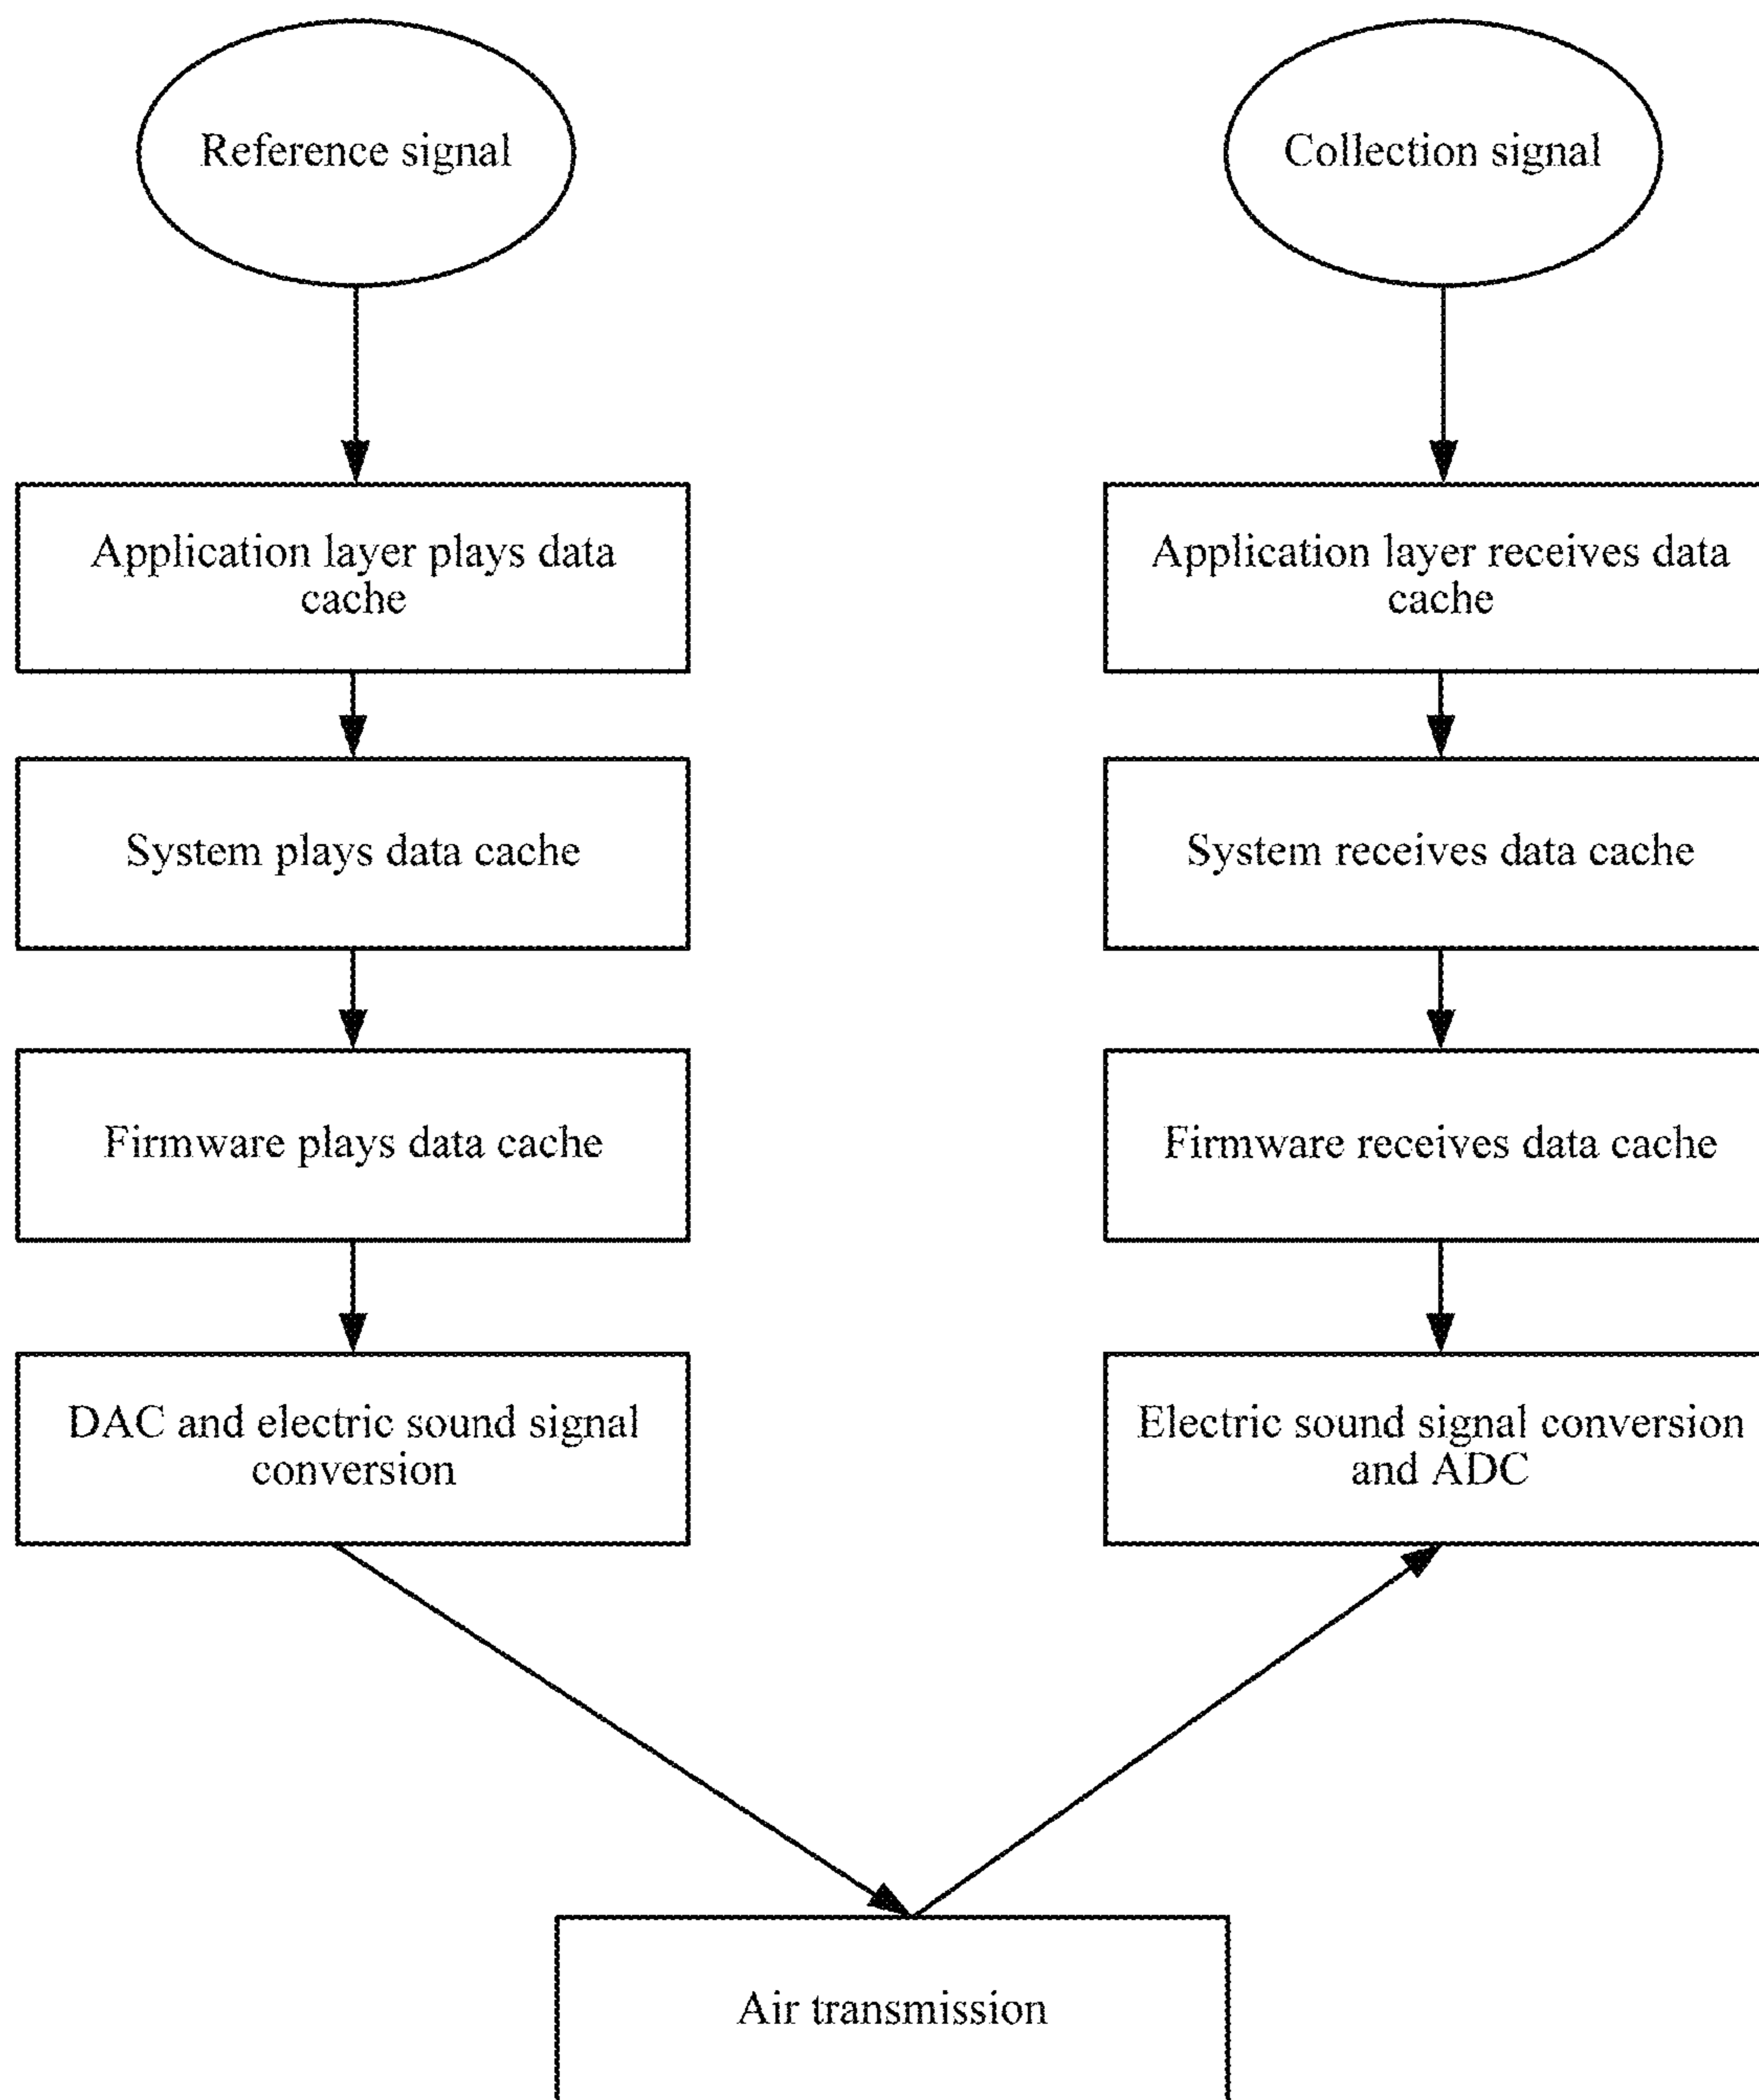 Reference signal
Application layer plays data
cache
System plays data cache
Firmware plays data cache
DAC and electric sound signal
conversion
Collection signal
Application layer receives data
cache
System receives data cache
Firmware receives data cache
Electric sound signal conversion
and ADC
Air transmission